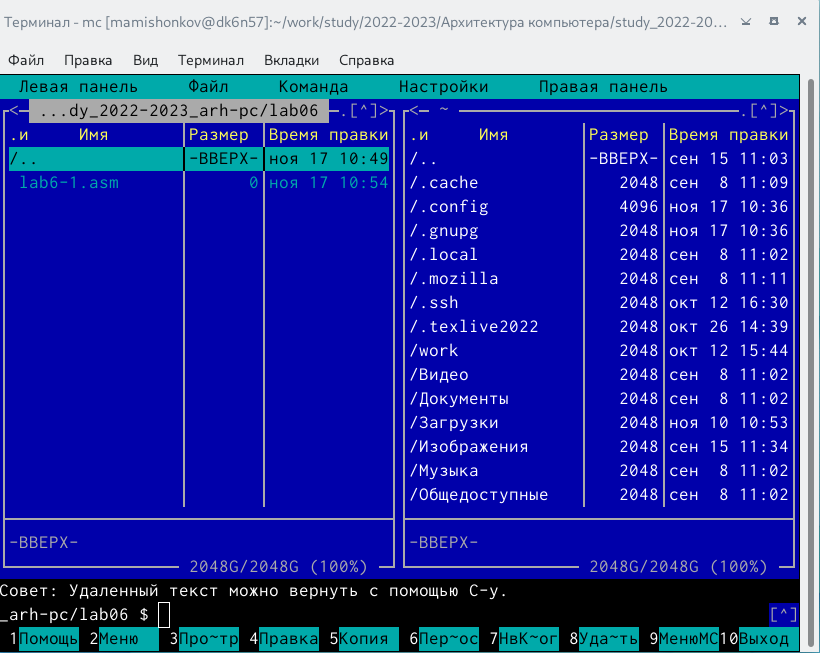 Терминал - mc [mamishonkov@dk6n57]:~/work/study/2022-2023/Архитектура компьютера/study_2022-20...
Файл Правка Вид Терминал Вкладки Справка
Левая панель Файл Команда Настройки Правая панель
<─ ...dy_2022-2023_arh-pc/lab06 ─.[^]>
.и Имя Размер Время правки
/.. -ВВЕРХ- ноя 17 10:49
lab6-1.asm 0 ноя 17 10:54
-ВВЕРХ-
2048G/2048G (100%)
<─ ~ ─.[^]>
.и Имя Размер Время правки
/.. -ВВЕРХ- сен 15 11:03
/.cache 2048 сен 8 11:09
/.config 4096 ноя 17 10:36
/.gnupg 2048 ноя 17 10:36
/.local 2048 сен 8 11:02
/.mozilla 2048 сен 8 11:11
/.ssh 2048 окт 12 16:30
/.texlive2022 2048 окт 26 14:39
/work 2048 окт 12 15:44
/Видео 2048 сен 8 11:02
/Документы 2048 сен 8 11:02
/Загрузки 2048 ноя 10 10:53
/Изображения 2048 сен 15 11:34
/Музыка 2048 сен 8 11:02
/Общедоступные 2048 сен 8 11:02
-ВВЕРХ-
2048G/2048G (100%)
Совет: Удаленный текст можно вернуть с помощью C-y.
_arh-pc/lab06 $ [^]
1Помощь 2Меню 3Про~тр 4Правка 5Копия 6Пер~ос 7НвК~ог 8Уда~ть 9МенюMC 10Выход